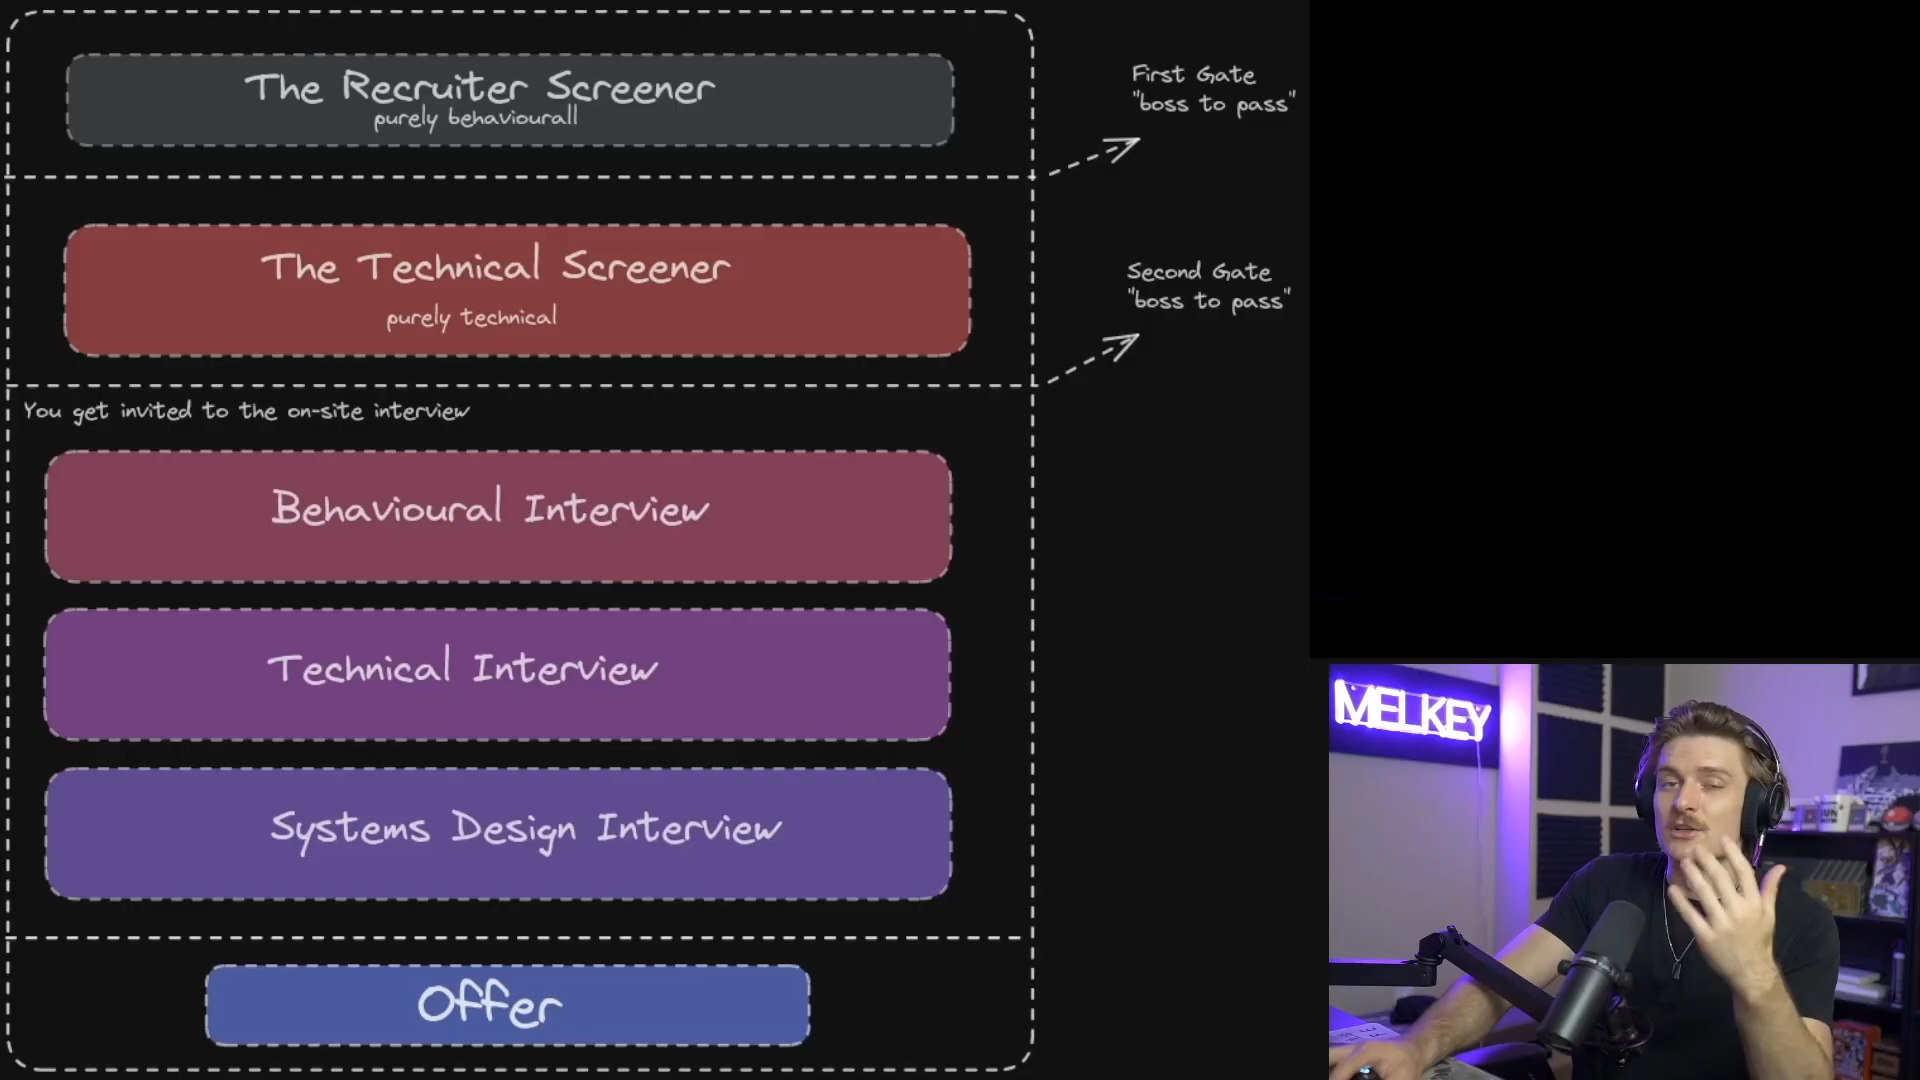 The Recruiter Screener
purely behaviourall
First Gate
"boss to pass"
The Technical Screener
purely technical
Second Gate
"boss to pass"
You get invited to the on-site interview
Behavioural Interview
Technical Interview
Systems Design Interview
Offer
MELKEY